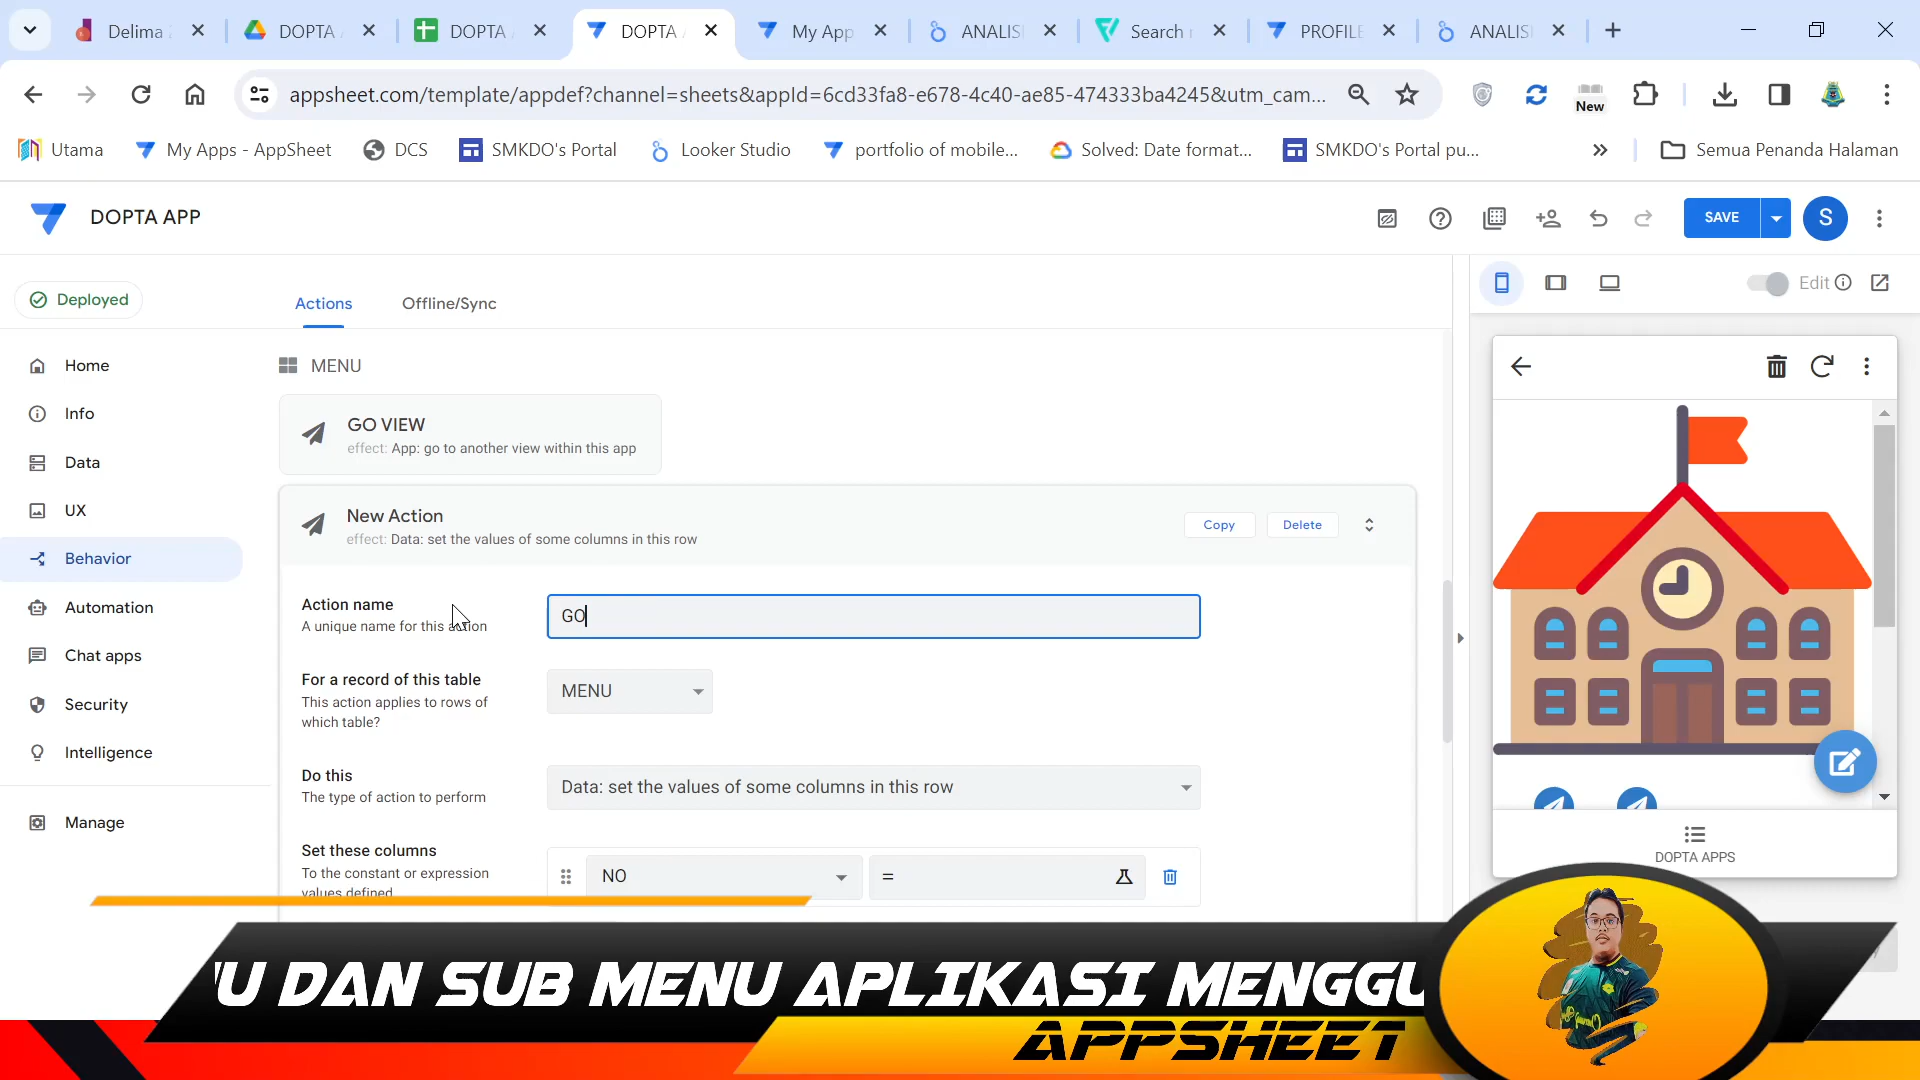 Delima
DOPTA
DOPTA
DOPTA
My App
ANALIS
Search
PROFILE
ANALIS
appsheet.com/template/appdef?channel=sheets&appId=6cd33fa8-e678-4c40-ae85-474333ba4245&utm_cam...
New
Utama
My Apps - AppSheet
DCS
SMKDO's Portal
Looker Studio
portfolio of mobile...
Solved: Date format...
SMKDO's Portal pu...
Semua Penanda Halaman
DOPTA APP
SAVE
S
Deployed
Actions
Offline/Sync
Edit
Home
Info
Data
UX
Behavior
Automation
Chat apps
Security
Intelligence
Manage
MENU
GO VIEW
effect: App: go to another view within this app
New Action
effect: Data: set the values of some columns in this row
Copy
Delete
Action name
A unique name for this action
GO
For a record of this table
This action applies to rows of
which table?
MENU
Do this
The type of action to perform
Data: set the values of some columns in this row
Set these columns
To the constant or expression
values defined
NO
=
DOPTA APPS
U DAN SUB MENU APLIKASI MENGGU
APPSHEET